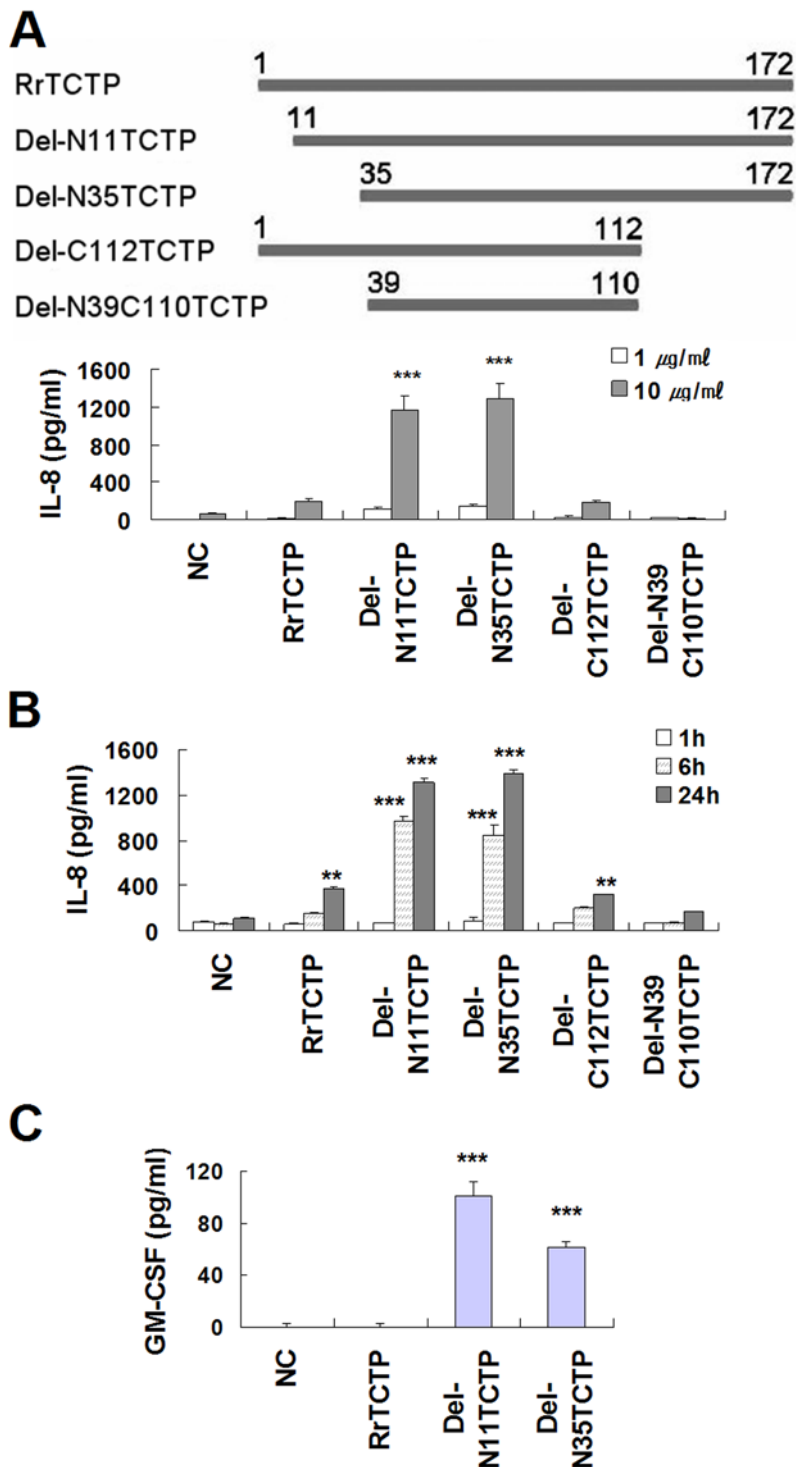 A
1 172
RrTCTP
11 172
Del-N11TCTP
35 172
Del-N35TCTP
1 112
Del-C112TCTP
39 110
Del-N39C110TCTP
IL-8 (pg/ml)
1600
1200
800
400
0
*** ***
1 μg/mℓ
10 μg/mℓ
NC
RrTCTP
Del-
N11TCTP
Del-
N35TCTP
Del-
C112TCTP
Del-N39
C110TCTP
B
IL-8 (pg/ml)
1600
1200
800
400
0
** *** *** *** *** **
1h
6h
24h
NC
RrTCTP
Del-
N11TCTP
Del-
N35TCTP
Del-
C112TCTP
Del-N39
C110TCTP
C
GM-CSF (pg/ml)
120
80
40
0
*** ***
NC
RrTCTP
Del-
N11TCTP
Del-
N35TCTP